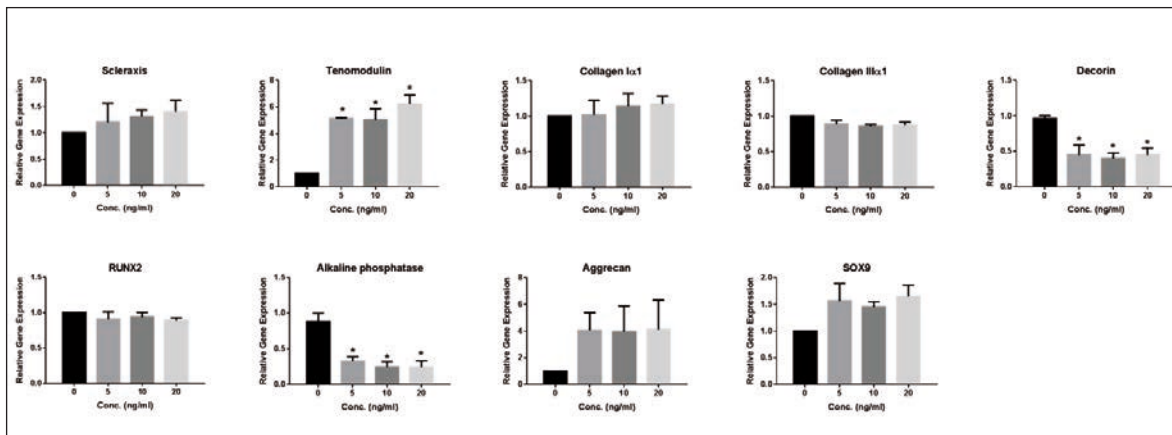 Scleraxis
Relative Gene Expression
2.0
1.5
1.0
0.5
0.0
0 5 10 20
Conc. (ng/ml)
Tenomodulin
Relative Gene Expression
8
6
4
2
0
* * *
0 5 10 20
Conc. (ng/ml)
Collagen Iα1
Relative Gene Expression
1.5
1.0
0.5
0.0
0 5 10 20
Conc. (ng/ml)
Collagen IIIα1
Relative Gene Expression
1.5
1.0
0.5
0.0
0 5 10 20
Conc. (ng/ml)
Decorin
Relative Gene Expression
1.5
1.0
0.5
0.0
* * *
0 5 10 20
Conc. (ng/ml)
RUNX2
Relative Gene Expression
1.5
1.0
0.5
0.0
0 5 10 20
Conc. (ng/ml)
Alkaline phosphatase
Relative Gene Expression
1.5
1.0
0.5
0.0
* * *
0 5 10 20
Conc. (ng/ml)
Aggrecan
Relative Gene Expression
8
6
4
2
0
0 5 10 20
Conc. (ng/ml)
SOX9
Relative Gene Expression
2.0
1.5
1.0
0.5
0.0
0 5 10 20
Conc. (ng/ml)